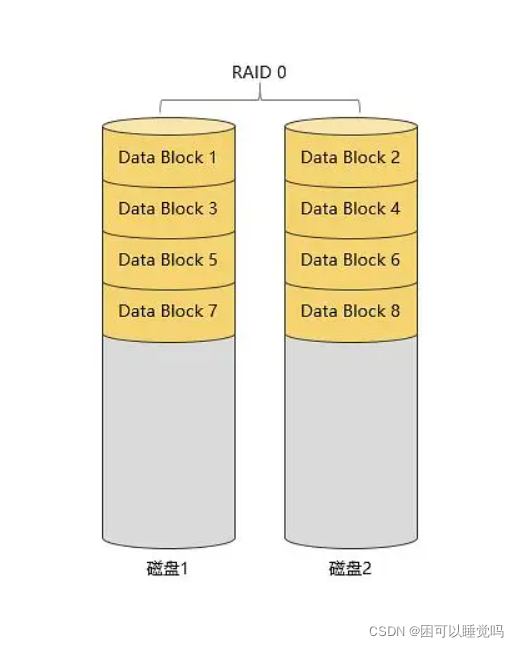 RAID 0
Data Block 1
Data Block 2
Data Block 3
Data Block 4
Data Block 5
Data Block 6
Data Block 7
Data Block 8
磁盘1
磁盘2
CSDN @困可以睡觉吗